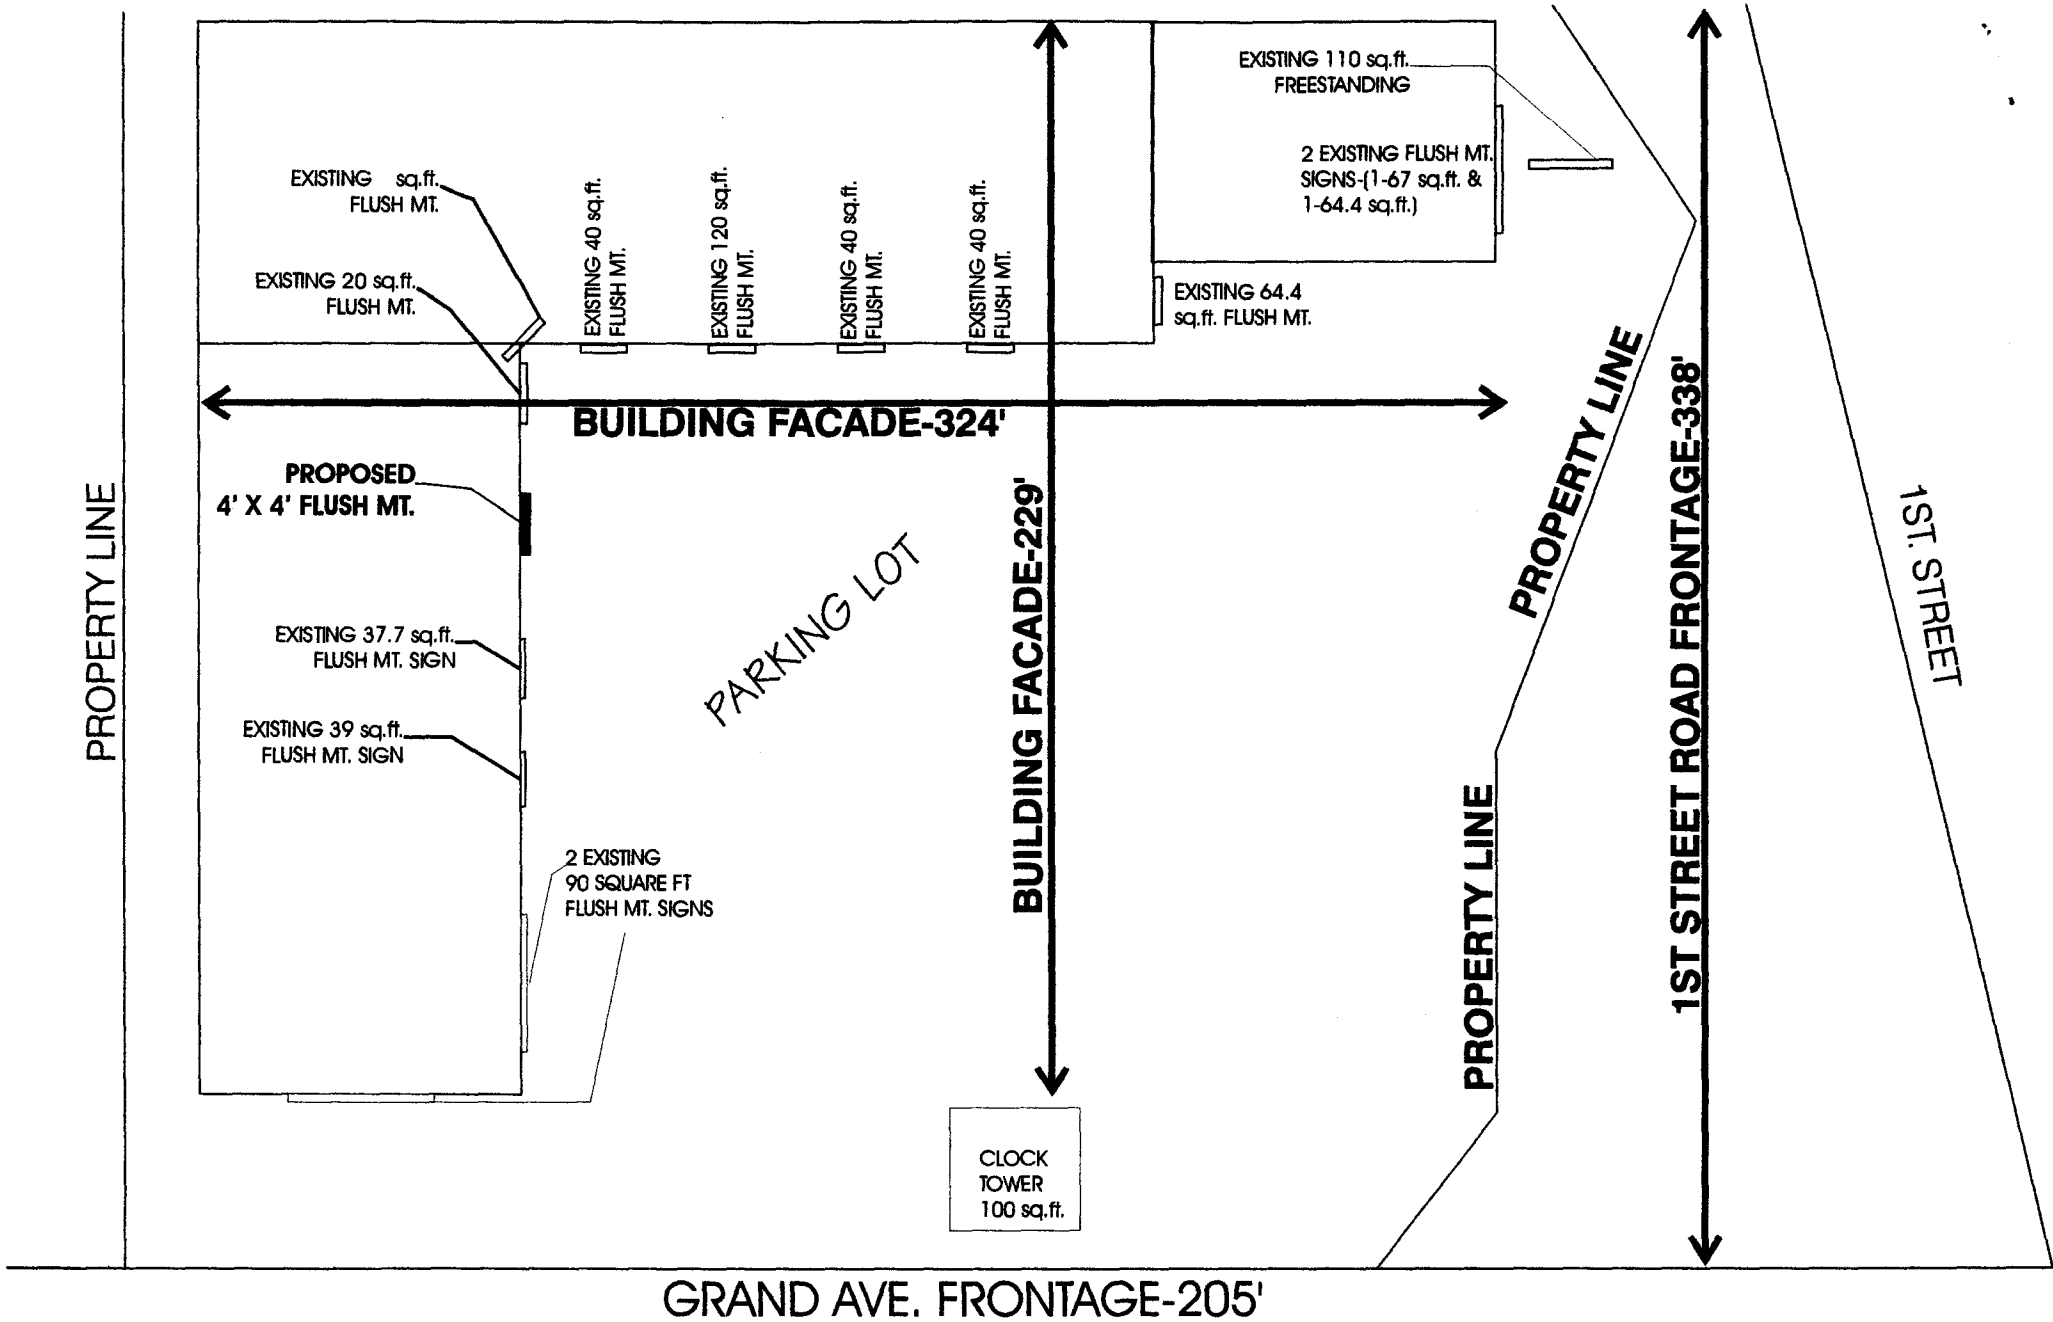 EXISTING 110 sq.ft.
FREESTANDING
2 EXISTING FLUSH MT.
SIGNS-(1-67 sq.ft. &
1-64.4 sq.ft.)
EXISTING sq.ft.
FLUSH MT.
EXISTING 40 sq.ft.
FLUSH MT.
EXISTING 120 sq.ft.
FLUSH MT.
EXISTING 40 sq.ft.
FLUSH MT.
EXISTING 40 sq.ft.
FLUSH MT.
EXISTING 20 sq.ft.
FLUSH MT.
EXISTING 64.4
sq.ft. FLUSH MT.
BUILDING FACADE-324'
PROPOSED
4' X 4' FLUSH MT.
PROPERTY LINE
PARKING LOT
BUILDING FACADE-229'
PROPERTY LINE
1ST STREET ROAD FRONTAGE-338'
1ST. STREET
EXISTING 37.7 sq.ft.
FLUSH MT. SIGN
EXISTING 39 sq.ft.
FLUSH MT. SIGN
2 EXISTING
90 SQUARE FT
FLUSH MT. SIGNS
PROPERTY LINE
CLOCK
TOWER
100 sq.ft.
GRAND AVE. FRONTAGE-205'